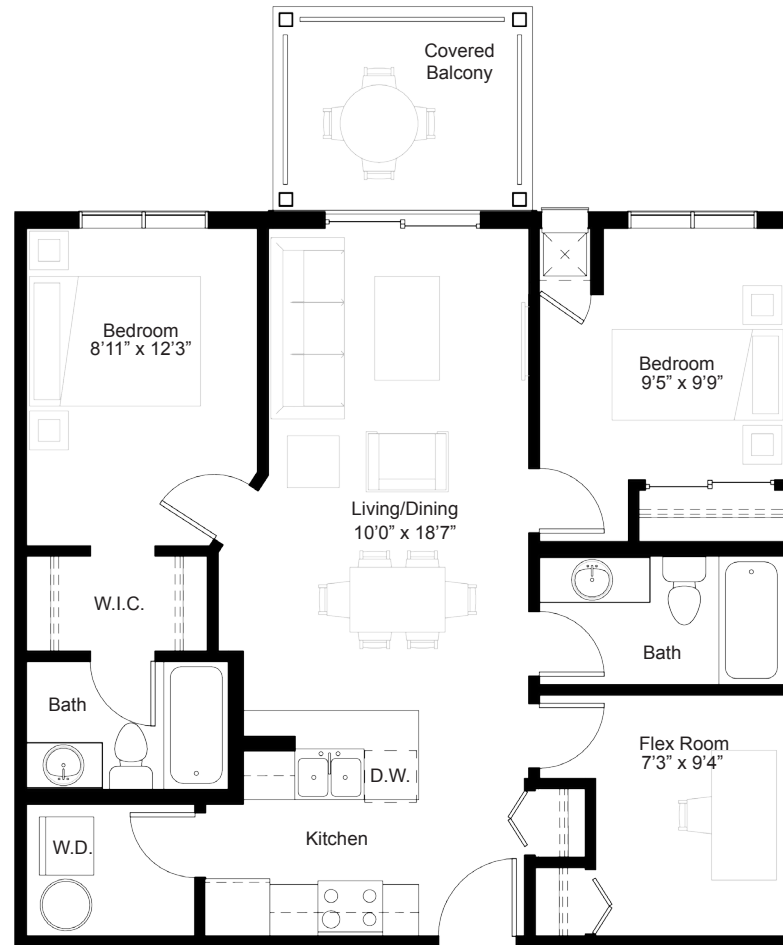 Covered
Balcony
Bedroom
8’11” x 12’3”
Bedroom
9’5” x 9’9”
Living/Dining
10’0” x 18’7”
W.I.C.
Bath
Bath
Flex Room
7’3” x 9’4”
D.W.
Kitchen
W.D.